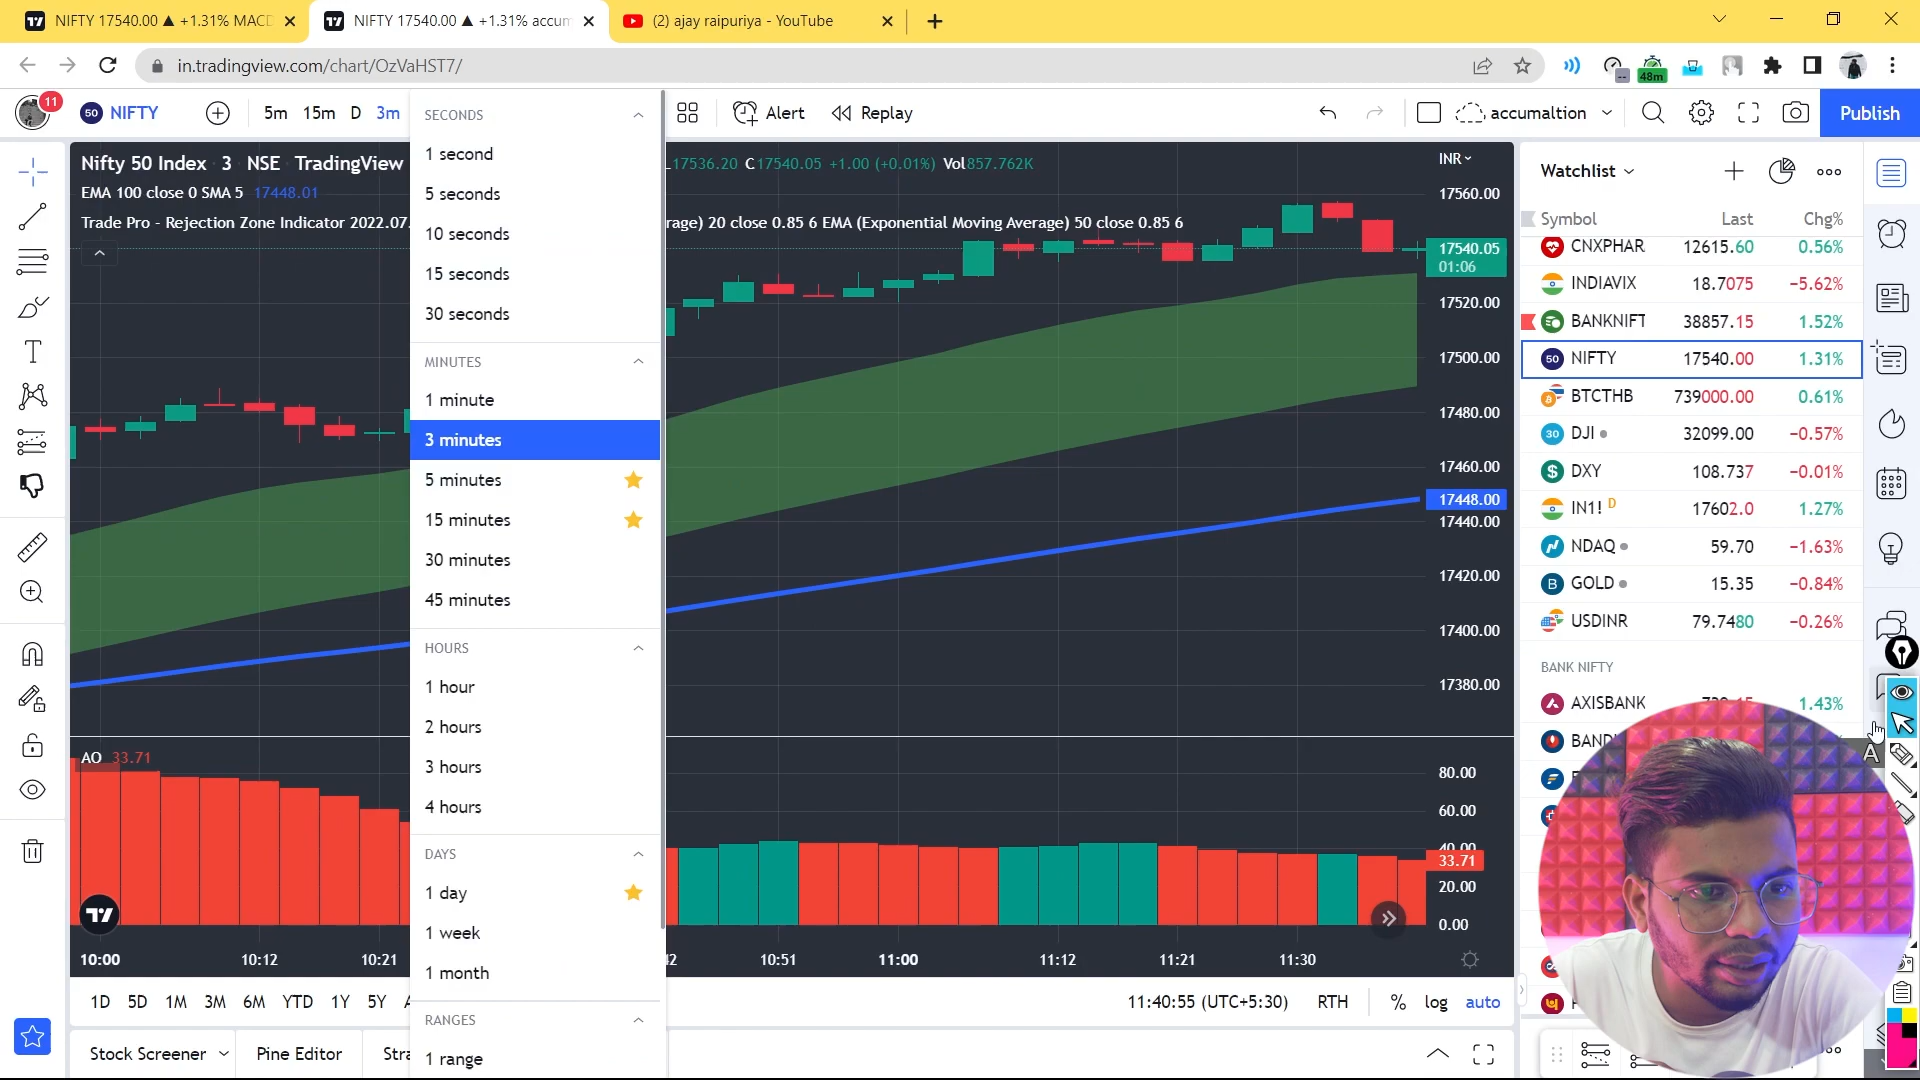 NIFTY 17540.00 ▲ +1.31% MACD
NIFTY 17540.00 ▲ +1.31% accum
(2) ajay raipuriya - YouTube
in.tradingview.com/chart/OzVaHST7/
48m
11
50
NIFTY
5m 15m D 3m
Alert
Replay
accumaltion
Publish
Nifty 50 Index · 3 · NSE · TradingView
17536.20 C17540.05 +1.00 (+0.01%) Vol857.762K
INR
EMA 100 close 0 SMA 5 17448.01
Trade Pro - Rejection Zone Indicator 2022.07.
rage) 20 close 0.85 6 EMA (Exponential Moving Average) 50 close 0.85 6
SECONDS
1 second
5 seconds
10 seconds
15 seconds
30 seconds
MINUTES
1 minute
3 minutes
5 minutes
15 minutes
30 minutes
45 minutes
HOURS
1 hour
2 hours
3 hours
4 hours
DAYS
1 day
1 week
1 month
RANGES
1 range
17560.00
17540.05
01:06
17520.00
17500.00
17480.00
17460.00
17448.00
17440.00
17420.00
17400.00
17380.00
AO 33.71
80.00
60.00
40.00
33.71
20.00
0.00
10:00 10:12 10:21 42 10:51 11:00 11:12 11:21 11:30
1D 5D 1M 3M 6M YTD 1Y 5Y
11:40:55 (UTC+5:30) RTH % log auto
Stock Screener Pine Editor Stra
Watchlist
Symbol Last Chg%
CNXPHAR 12615.60 0.56%
INDIAVIX 18.7075 −5.62%
BANKNIFT 38857.15 1.52%
50 NIFTY 17540.00 1.31%
BTCTHB 739000.00 0.61%
30 DJI 32099.00 −0.57%
DXY 108.737 −0.01%
IN1! D 17602.0 1.27%
NDAQ 59.70 −1.63%
B GOLD 15.35 −0.84%
USDINR 79.7480 −0.26%
BANK NIFTY
AXISBANK 1.43%
A